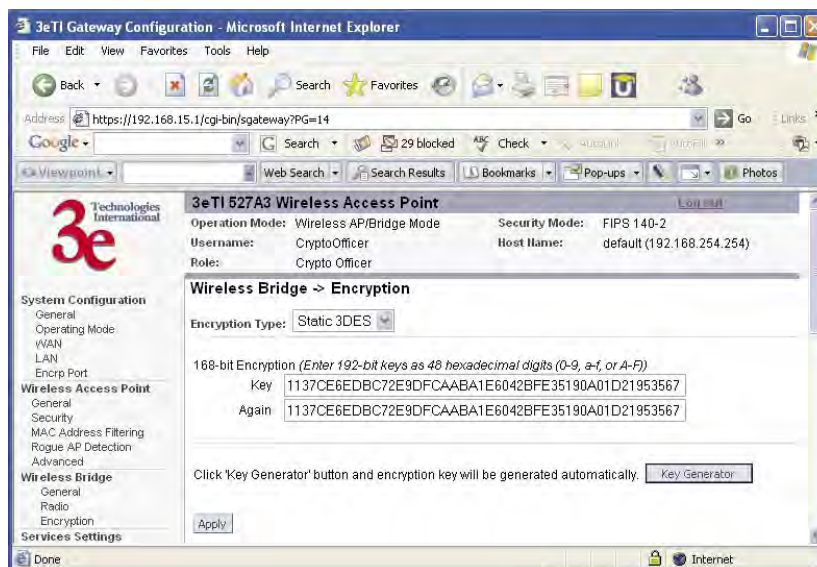 3eTI Gateway Configuration - Microsoft Internet Explorer
File Edit View Favorites Tools Help
Back Search Favorites
Address https://192.168.15.1/cgi-bin/sgateway?PG=14 Go Links
Google Search 29 blocked ABC Check
Viewpoint Web Search Search Results Bookmarks Pop-ups Photos
3e Technologies International
3eTI 527A3 Wireless Access Point Log out
Operation Mode: Wireless AP/Bridge Mode Security Mode: FIPS 140-2
Username: CryptoOfficer Host Name: default (192.168.254.254)
Role: Crypto Officer
System Configuration
General
Operating Mode
WAN
LAN
Encrp Port
Wireless Access Point
General
Security
MAC Address Filtering
Rogue AP Detection
Advanced
Wireless Bridge
General
Radio
Encryption
Services Settings
Wireless Bridge -> Encryption
Encryption Type: Static 3DES
168-bit Encryption (Enter 192-bit keys as 48 hexadecimal digits (0-9, a-f, or A-F))
Key 1137CE6EDBC72E9DFCAABA1E6042BFE35190A01D21953567
Again 1137CE6EDBC72E9DFCAABA1E6042BFE35190A01D21953567
Click 'Key Generator' button and encryption key will be generated automatically. Key Generator
Apply
Done Internet